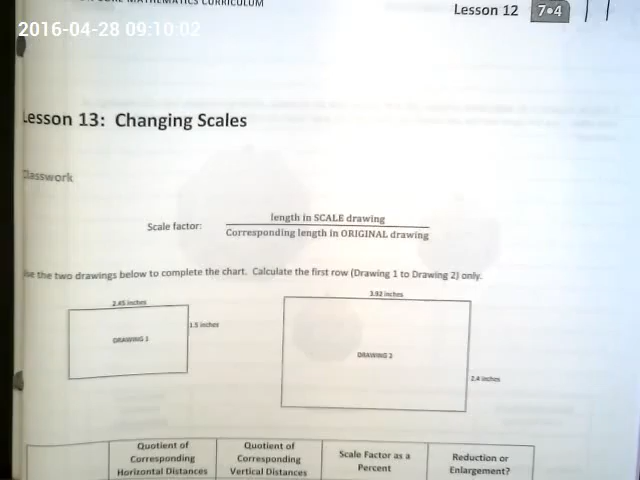 CORE MATHEMATICS CURRICULUM
Lesson 12 7•4
2016-04-28 09:10:02
Lesson 13: Changing Scales
Classwork
Scale factor:
length in SCALE drawing
Corresponding length in ORIGINAL drawing
the two drawings below to complete the chart. Calculate the first row (Drawing 1 to Drawing 2) only.
2.45 inches
3.92 inches
1.5 inches
DRAWING 1
DRAWING 2
2.4 inches
Quotient of Corresponding Horizontal Distances
Quotient of Corresponding Vertical Distances
Scale Factor as a Percent
Reduction or Enlargement?